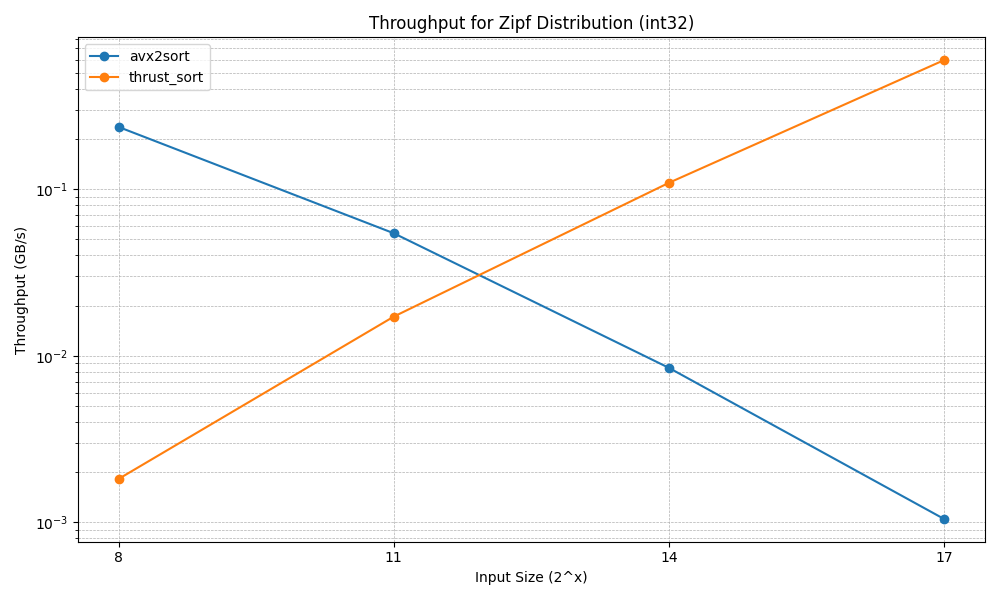 Throughput for Zipf Distribution (int32)
avx2sort
thrust_sort
Throughput (GB/s)
10⁻¹
10⁻²
10⁻³
8 11 14 17
Input Size (2^x)